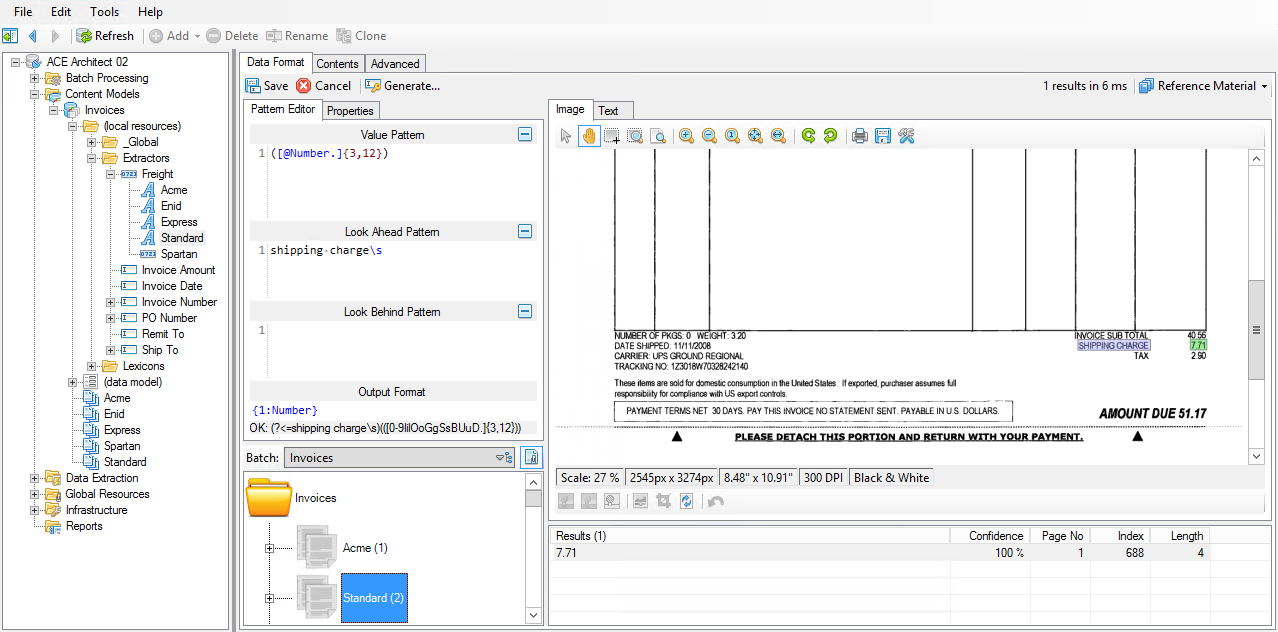 File Edit Tools Help
Refresh Add Delete Rename Clone
ACE Architect 02
Batch Processing
Content Models
Invoices
(local resources)
_Global
Extractors
Freight
Acme
Enid
Express
Standard
Spartan
Invoice Amount
Invoice Date
Invoice Number
PO Number
Remit To
Ship To
Lexicons
(data model)
Acme
Enid
Express
Spartan
Standard
Data Extraction
Global Resources
Infrastructure
Reports
Data Format Contents Advanced
Save Cancel Generate...
1 results in 6 ms Reference Material
Pattern Editor Properties
Value Pattern
1 ([@Number.]{3,12})
Look Ahead Pattern
1 shipping·charge\s
Look Behind Pattern
1
Output Format
{1:Number}
OK: (?<=shipping charge\s)(([0-9liIOoGgSsBUuD.]{3,12}))
Batch: Invoices
Invoices
Acme (1)
Standard (2)
Image Text
NUMBER OF PKGS: 0 WEIGHT: 3.20
DATE SHIPPED: 11/11/2008
CARRIER: UPS GROUND REGIONAL
TRACKING NO: 1Z3018W70328242140
INVOICE SUB TOTAL 40.56
SHIPPING CHARGE 7.71
TAX 2.90
These items are sold for domestic consumption in the United States If exported, purchaser assumes full
responsibility for compliance with US export controls.
PAYMENT TERMS NET 30 DAYS. PAY THIS INVOICE NO STATEMENT SENT. PAYABLE IN U.S. DOLLARS.
AMOUNT DUE 51.17
PLEASE DETACH THIS PORTION AND RETURN WITH YOUR PAYMENT.
Scale: 27 % 2545px x 3274px 8.48" x 10.91" 300 DPI Black & White
Results (1) Confidence Page No Index Length
7.71 100 % 1 688 4